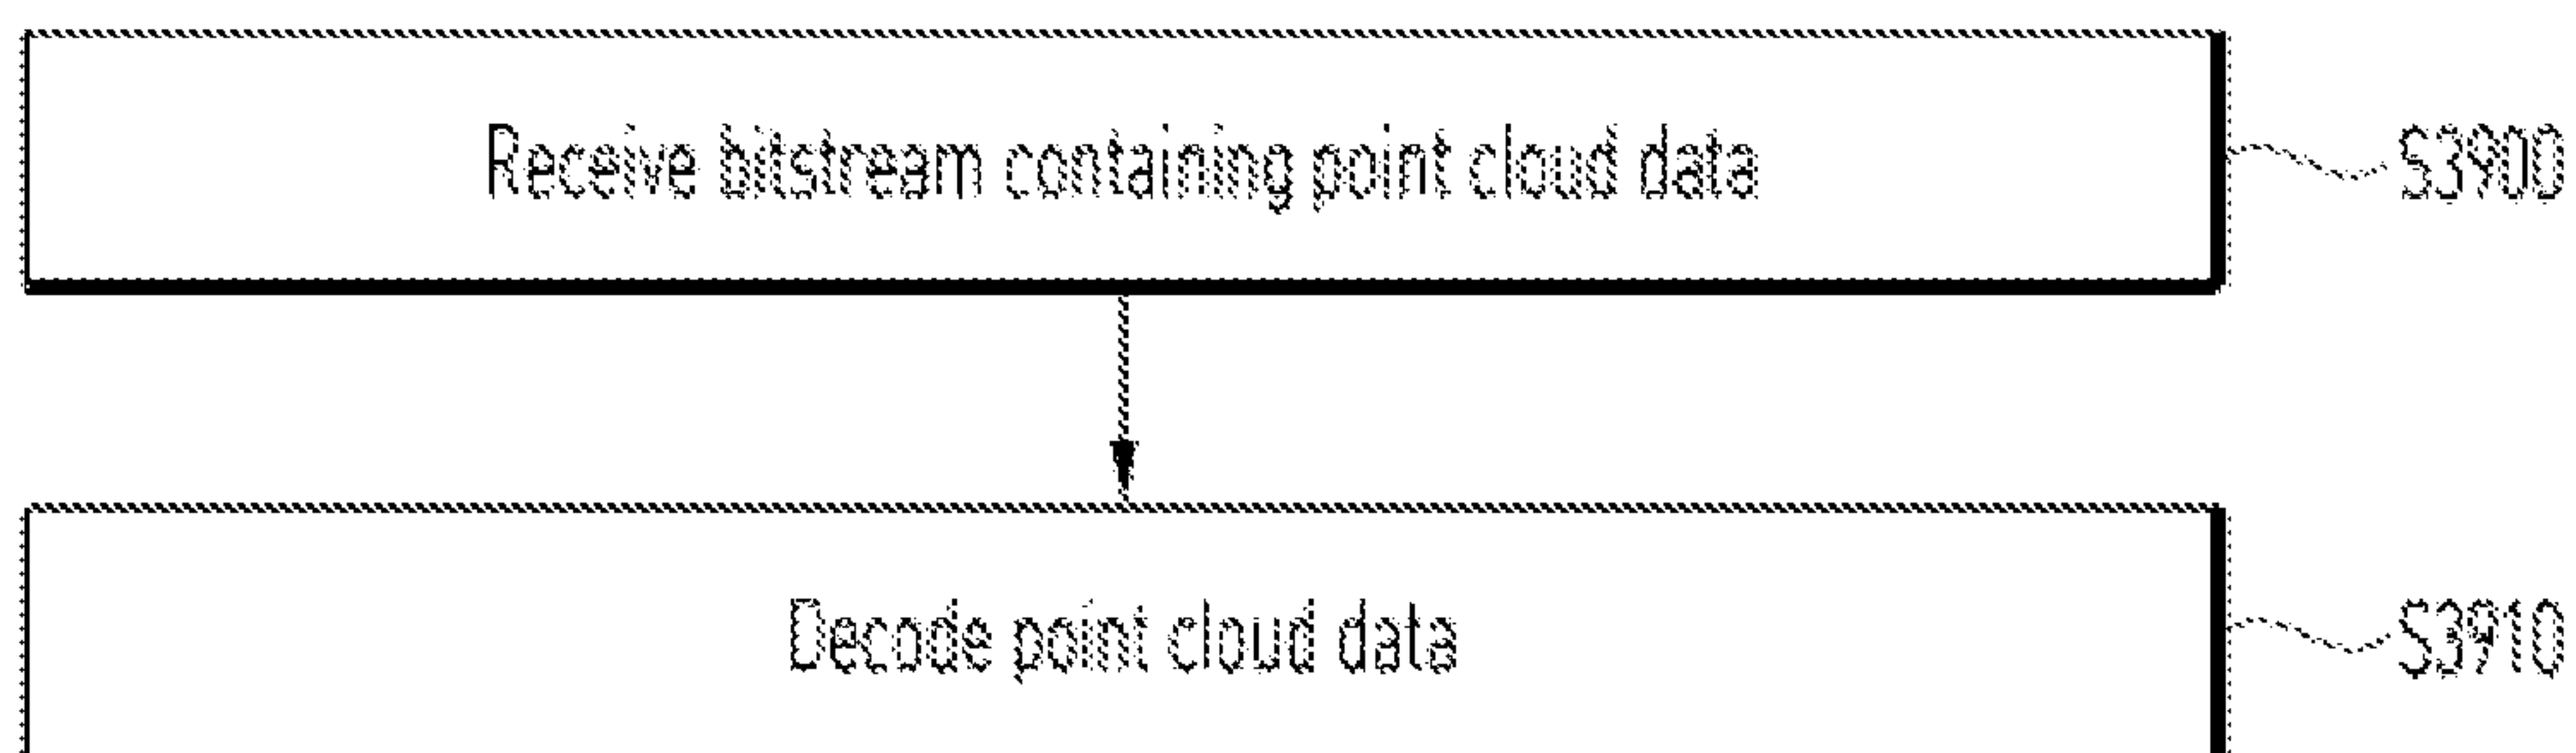 Receive bitstream containing point cloud data
S3900
Decode point cloud data
S3910